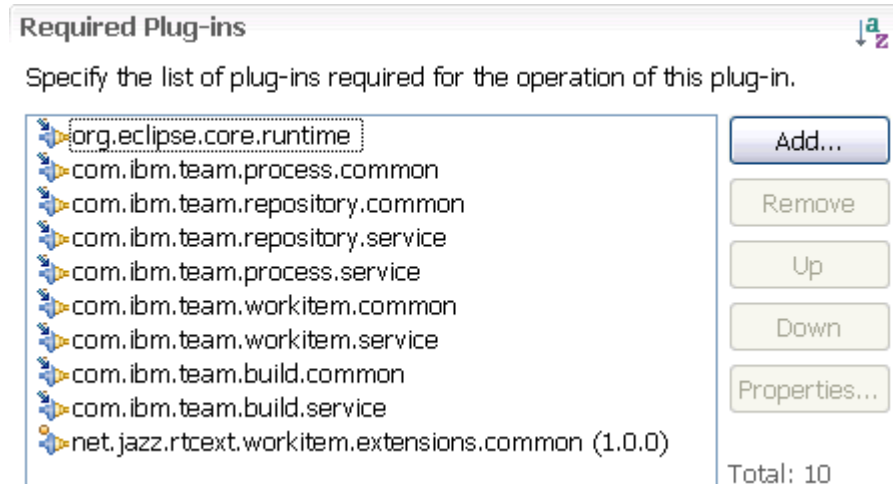 Required Plug-ins
a
z
Specify the list of plug-ins required for the operation of this plug-in.
org.eclipse.core.runtime
Add...
com.ibm.team.process.common
com.ibm.team.repository.common
Remove
com.ibm.team.repository.service
com.ibm.team.process.service
Up
com.ibm.team.workitem.common
com.ibm.team.workitem.service
Down
com.ibm.team.build.common
Properties...
com.ibm.team.build.service
net.jazz.rtcext.workitem.extensions.common (1.0.0)
Total: 10